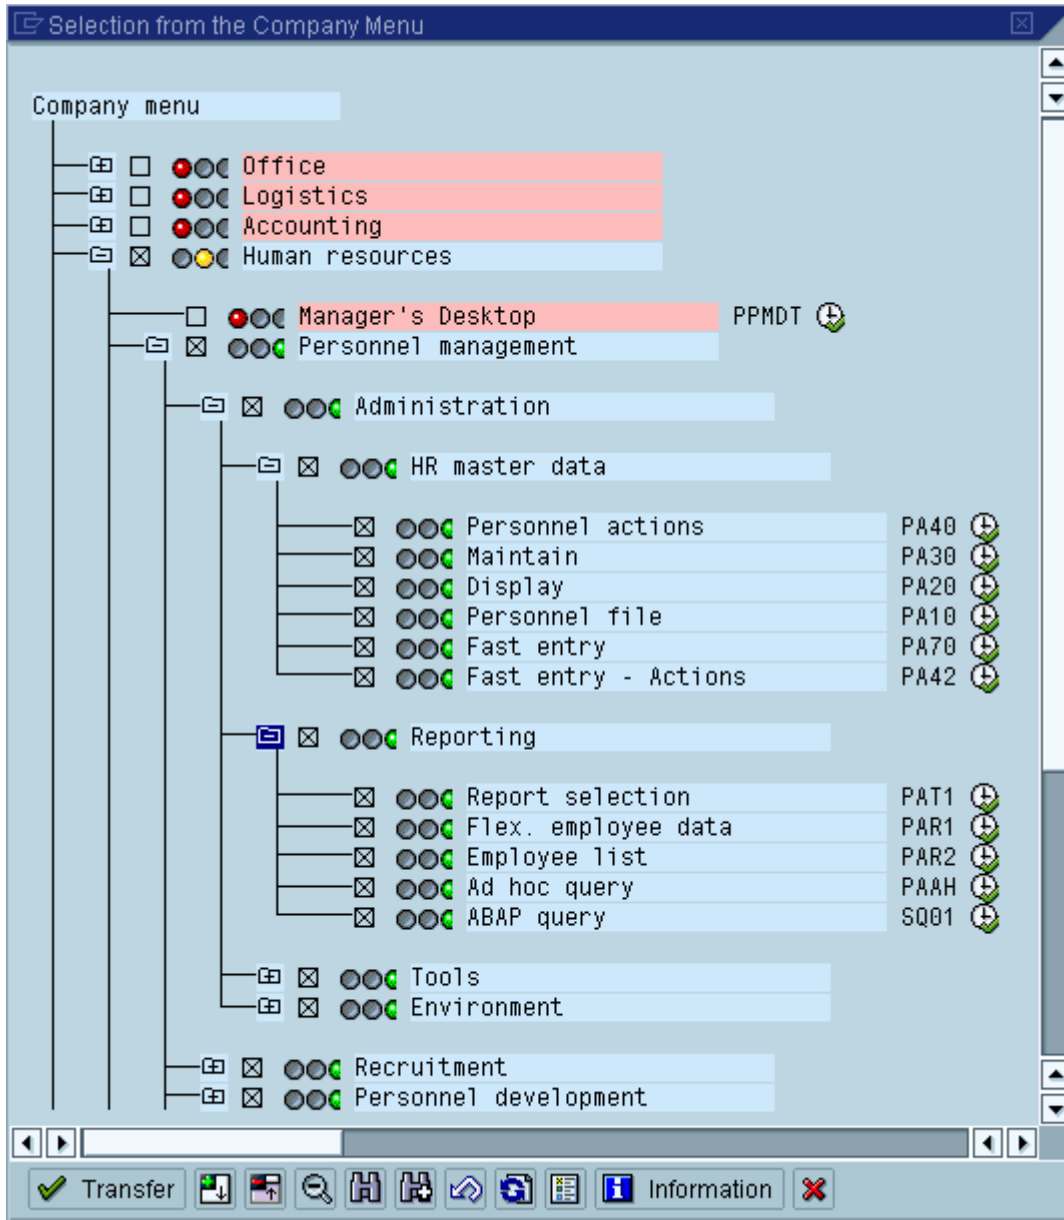 Selection from the Company Menu
Company menu
Office
Logistics
Accounting
Human resources
Manager's Desktop PPMDT
Personnel management
Administration
HR master data
Personnel actions PA40
Maintain PA30
Display PA20
Personnel file PA10
Fast entry PA70
Fast entry - Actions PA42
Reporting
Report selection PAT1
Flex. employee data PAR1
Employee list PAR2
Ad hoc query PAAH
ABAP query SQ01
Tools
Environment
Recruitment
Personnel development
Transfer Information